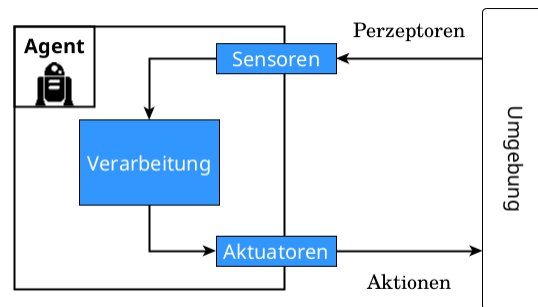 Agent
Perzeptoren
Sensoren
Verarbeitung
Umgebung
Aktuatoren
Aktionen